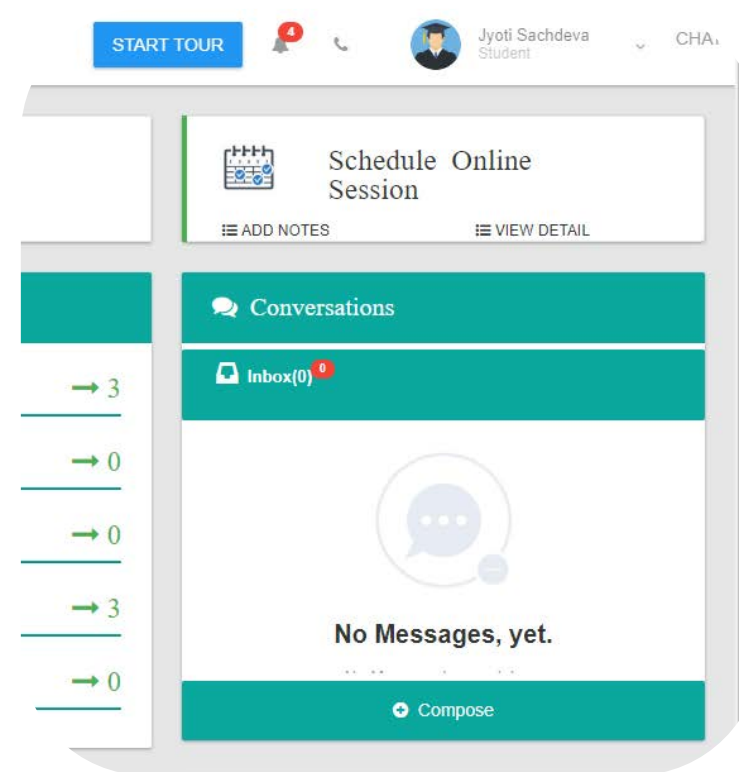 START TOUR
4
Jyoti Sachdeva
Student
Schedule Online
Session
ADD NOTES
VIEW DETAIL
Conversations
Inbox(0)
0
3
0
0
3
0
No Messages, yet.
Compose